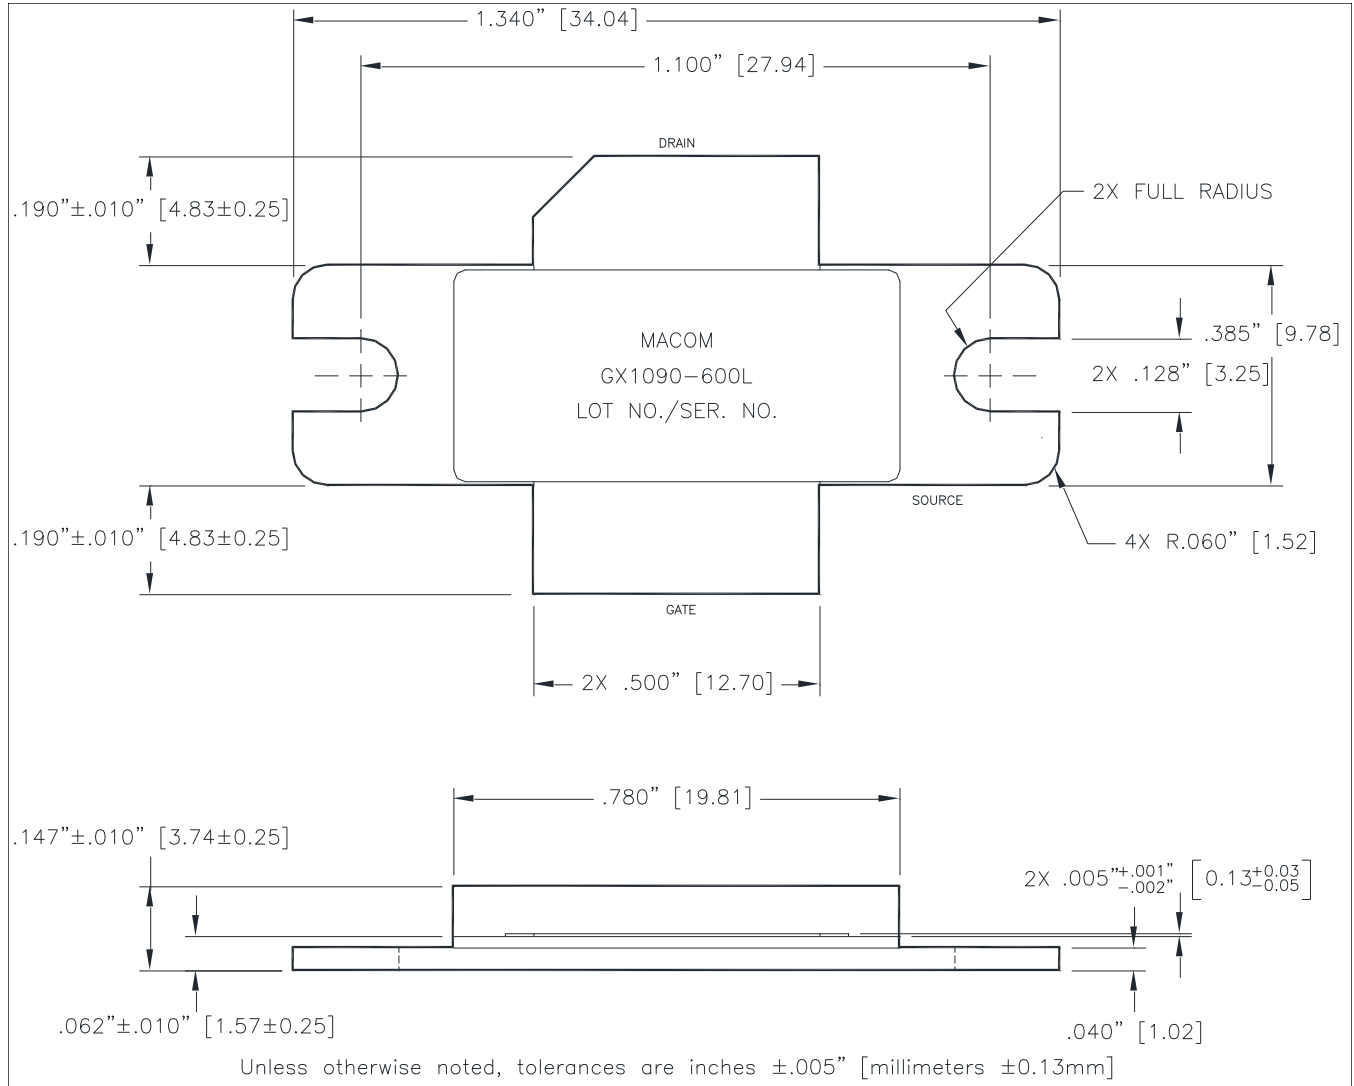 1.340” [34.04]
1.100” [27.94]
DRAIN
2X FULL RADIUS
.190”±.010” [4.83±0.25]
.385” [9.78]
MACOM
GX1090-600L
LOT NO./SER. NO.
2X .128” [3.25]
SOURCE
.190”±.010” [4.83±0.25]
4X R.060” [1.52]
GATE
2X .500” [12.70]
.780” [19.81]
.147”±.010” [3.74±0.25]
2X .005”+.001” -.002” [0.13+0.03 -0.05]
.062”±.010” [1.57±0.25]
.040” [1.02]
Unless otherwise noted, tolerances are inches ±.005” [millimeters ±0.13mm]